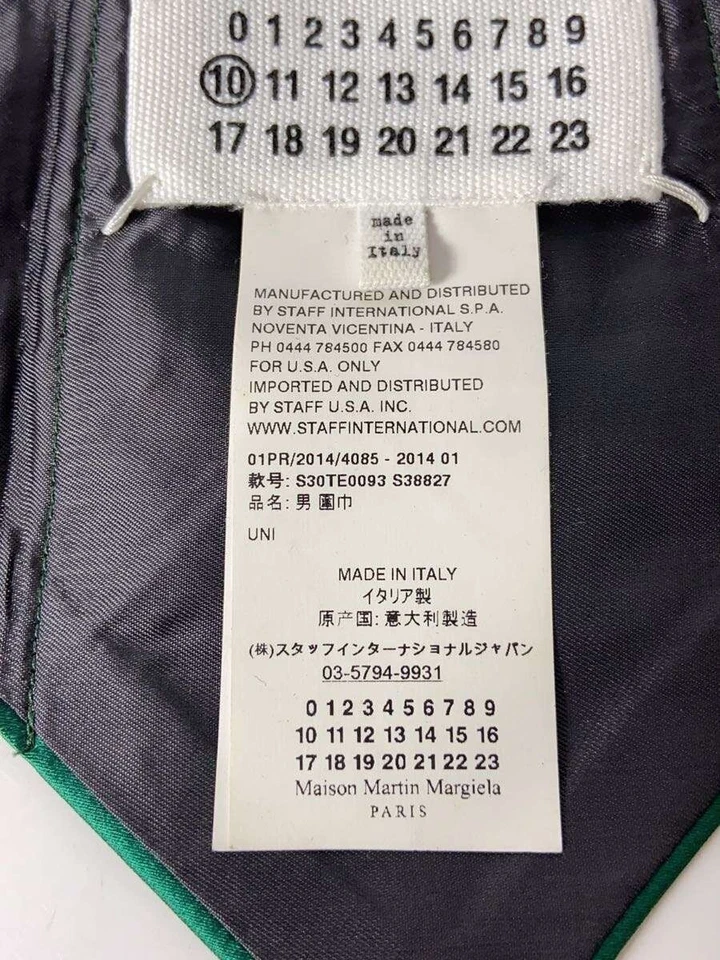 0 1 2 3 4 5 6 7 8 9
10 11 12 13 14 15 16
17 18 19 20 21 22 23
made
in
Italy
MANUFACTURED AND DISTRIBUTED
BY STAFF INTERNATIONAL S.P.A.
NOVENTA VICENTINA - ITALY
PH 0444 784500 FAX 0444 784580
FOR U.S.A. ONLY
IMPORTED AND DISTRIBUTED
BY STAFF U.S.A. INC.
WWW.STAFFINTERNATIONAL.COM
01PR/2014/4085 - 2014 01
款号: S30TE0093 S38827
品名: 男 圍巾
UNI
MADE IN ITALY
イタリア製
原产国: 意大利製造
(株)スタッフインターナショナルジャパン
03-5794-9931
0 1 2 3 4 5 6 7 8 9
10 11 12 13 14 15 16
17 18 19 20 21 22 23
Maison Martin Margiela
PARIS